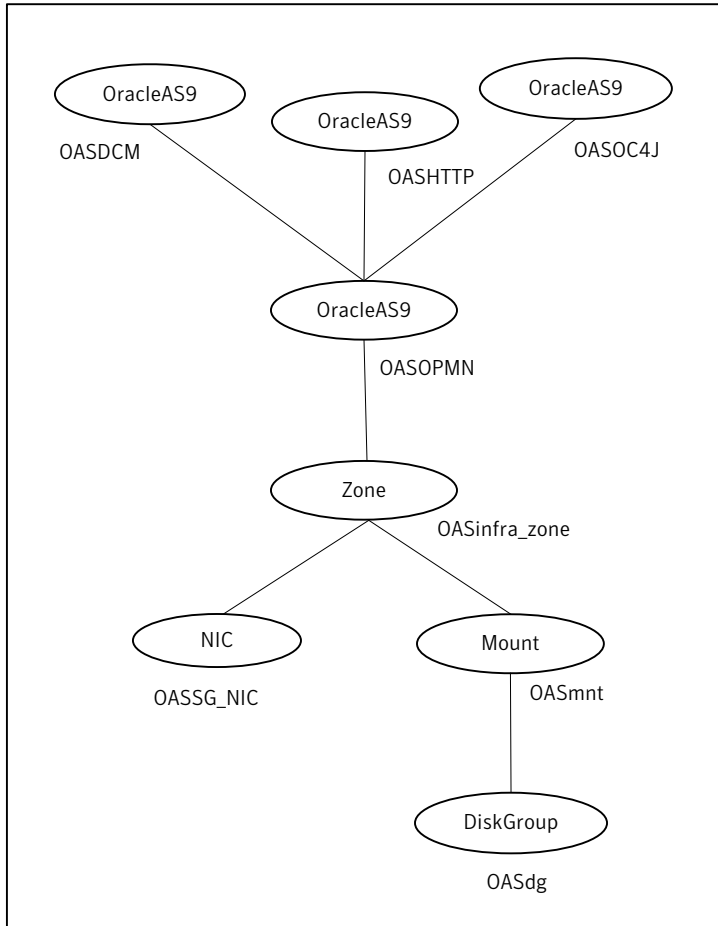 OracleAS9
OASDCM
OracleAS9
OASHTTP
OracleAS9
OASOC4J
OracleAS9
OASOPMN
Zone
OASinfra_zone
NIC
OASSG_NIC
Mount
OASmnt
DiskGroup
OASdg